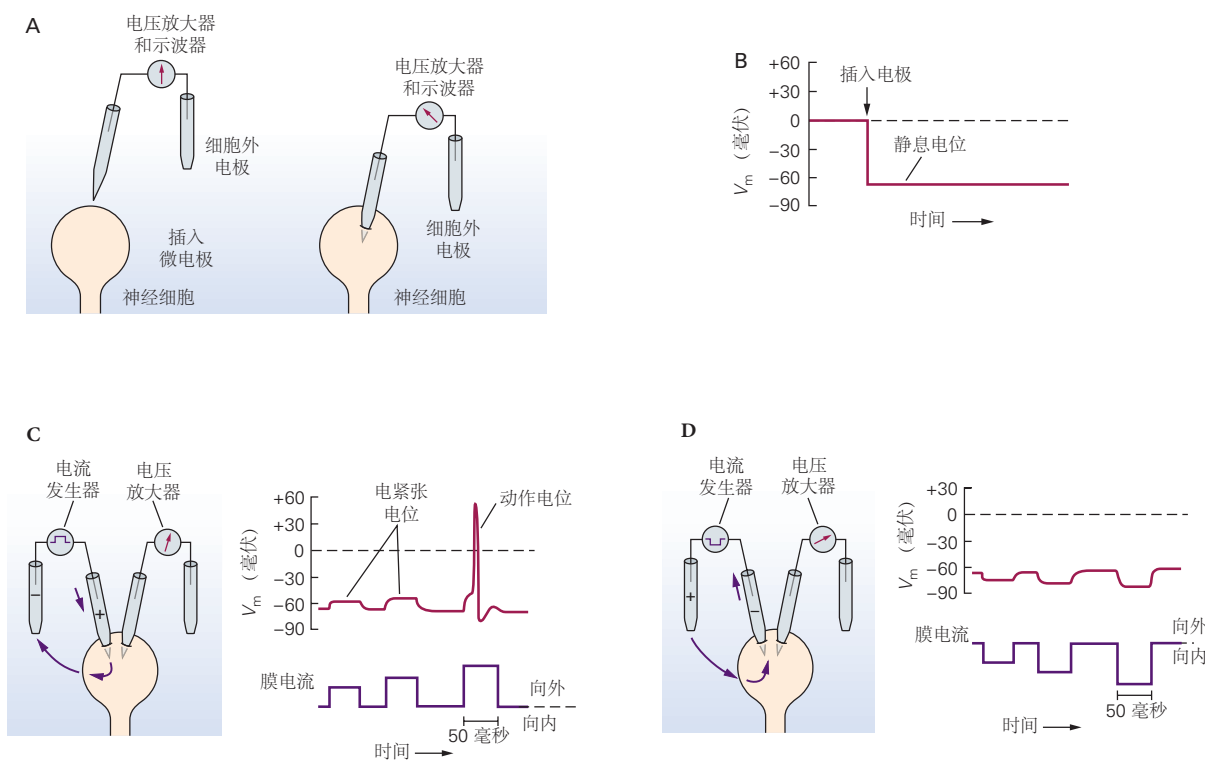 A
电压放大器
和示波器
细胞外
电极
插入
微电极
神经细胞
电压放大器
和示波器
细胞外
电极
神经细胞
B
插入电极
+60
+30
0
−30
−60
−90
Vm (毫伏)
静息电位
时间
C
电流
发生器
电压
放大器
−
+
+60
+30
0
−30
−60
−90
Vm (毫伏)
电紧张
电位
动作电位
膜电流
向外
向内
50 毫秒
时间
D
电流
发生器
电压
放大器
+
−
+30
0
−30
−60
−90
Vm (毫伏)
膜电流
向外
向内
50 毫秒
时间